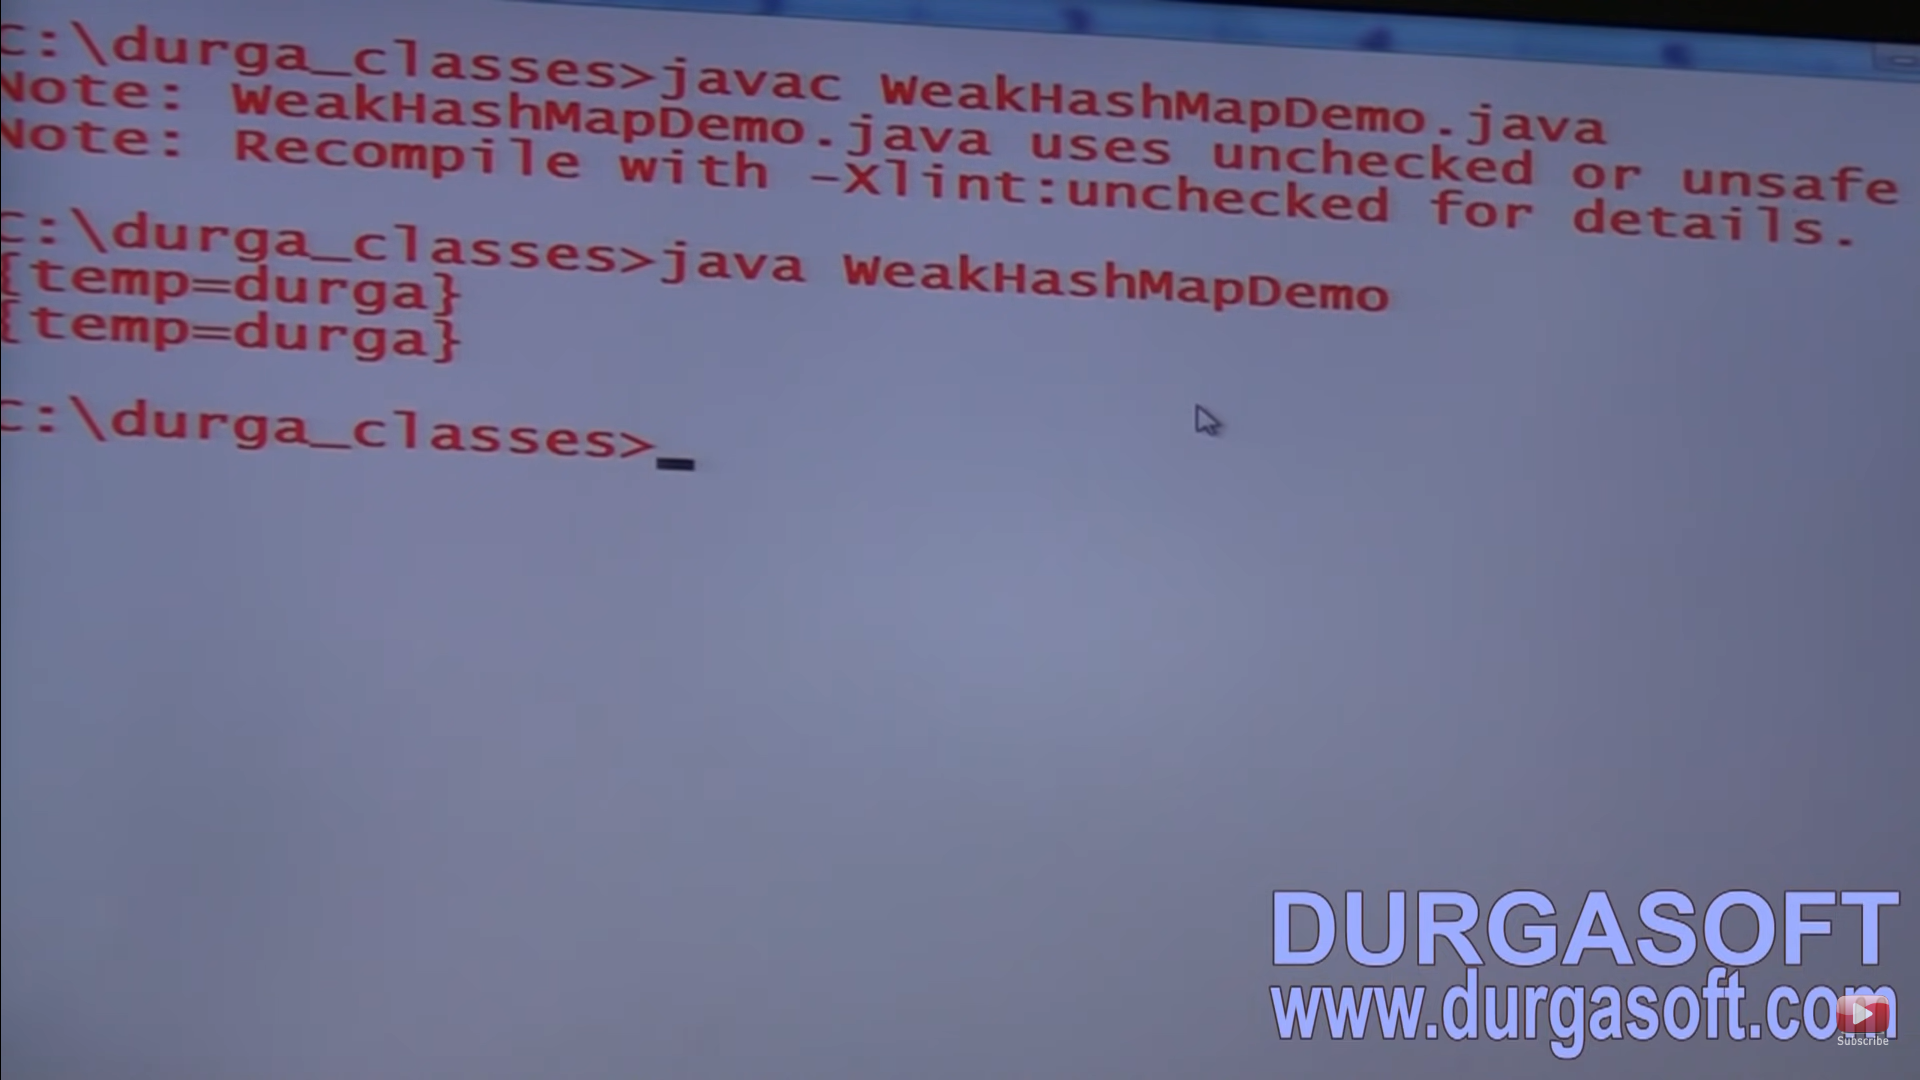 C:\durga_classes>javac WeakHashMapDemo.java
Note: WeakHashMapDemo.java uses unchecked or unsafe
Note: Recompile with -Xlint:unchecked for details.
C:\durga_classes>java WeakHashMapDemo
{temp=durga}
{temp=durga}
C:\durga_classes>_
DURGASOFT
www.durgasoft.com
Subscribe